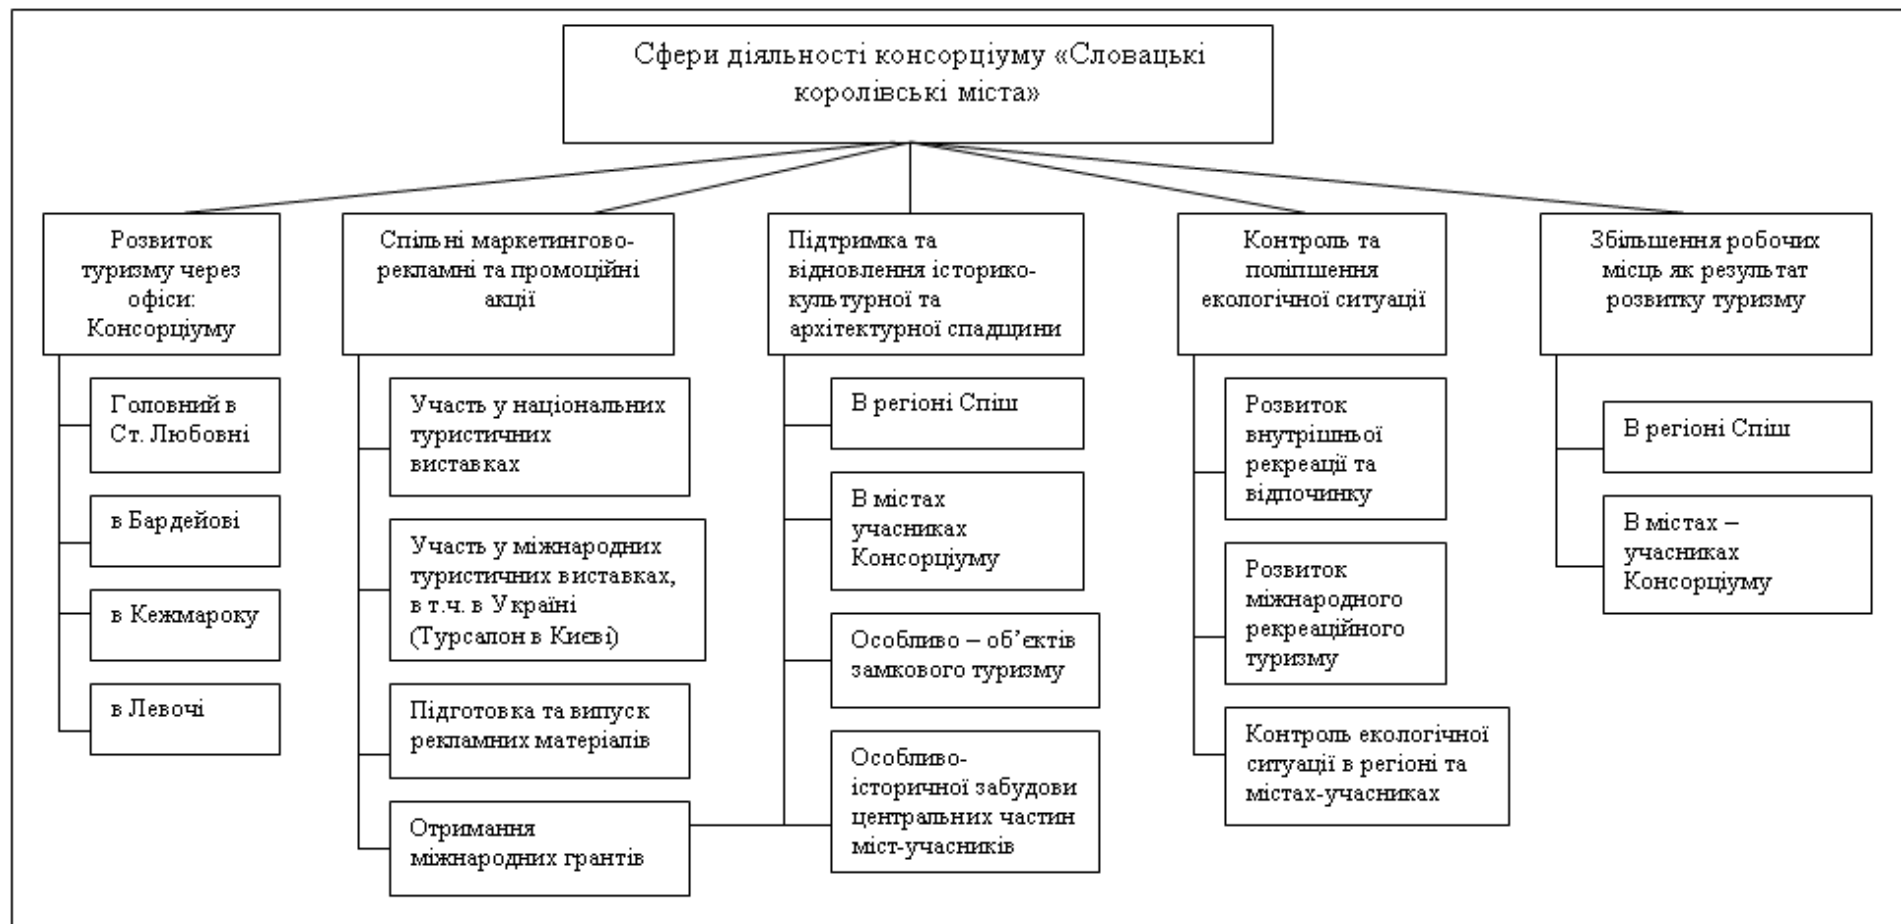 Сфери діяльності консорціуму «Словацькі
королівські міста»
Розвиток
туризму через
офіси:
Консорціуму
Головний в
Ст. Любовні
в Бардейові
в Кежмароку
в Левочі
Спільні маркетингово-
рекламні та промоційні
акції
Участь у національних
туристичних
виставках
Участь у міжнародних
туристичних виставках,
в т.ч. в Україні
(Турсалон в Києві)
Підготовка та випуск
рекламних матеріалів
Отримання
міжнародних грантів
Підтримка та
відновлення історико-
культурної та
архітектурної спадщини
В регіоні Спіш
В містах
учасниках
Консорціуму
Особливо – об’єктів
замкового туризму
Особливо-
історичної забудови
центральних частин
міст-учасників
Контроль та
поліпшення
екологічної ситуації
Розвиток
внутрішньої
рекреації та
відпочинку
Розвиток
міжнародного
рекреаційного
туризму
Контроль екологічної
ситуації в регіоні та
містах-учасниках
Збільшення робочих
місць як результат
розвитку туризму
В регіоні Спіш
В містах –
учасниках
Консорціуму